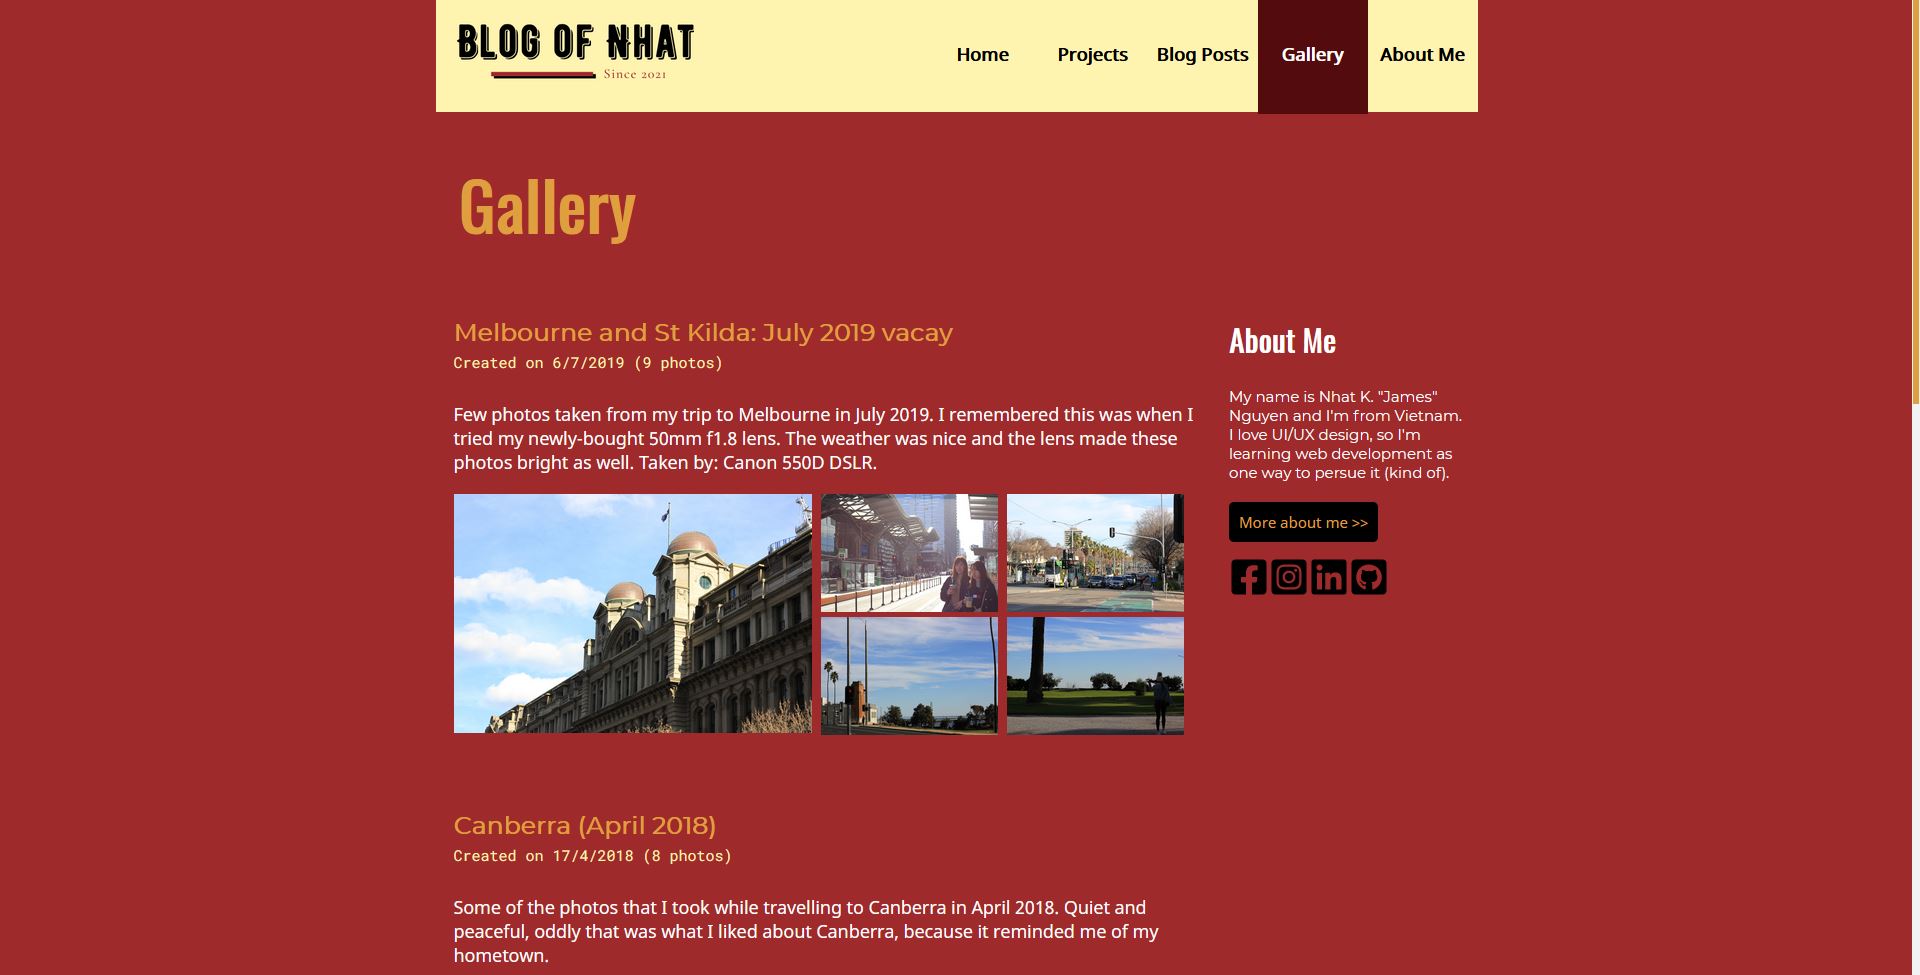 BLOG OF NHAT
Since 2021
Home
Projects
Blog Posts
Gallery
About Me
Gallery
Melbourne and St Kilda: July 2019 vacay
Created on 6/7/2019 (9 photos)
Few photos taken from my trip to Melbourne in July 2019. I remembered this was when I
tried my newly-bought 50mm f1.8 lens. The weather was nice and the lens made these
photos bright as well. Taken by: Canon 550D DSLR.
Canberra (April 2018)
Created on 17/4/2018 (8 photos)
Some of the photos that I took while travelling to Canberra in April 2018. Quiet and
peaceful, oddly that was what I liked about Canberra, because it reminded me of my
hometown.
About Me
My name is Nhat K. "James"
Nguyen and I'm from Vietnam.
I love UI/UX design, so I'm
learning web development as
one way to persue it (kind of).
More about me >>